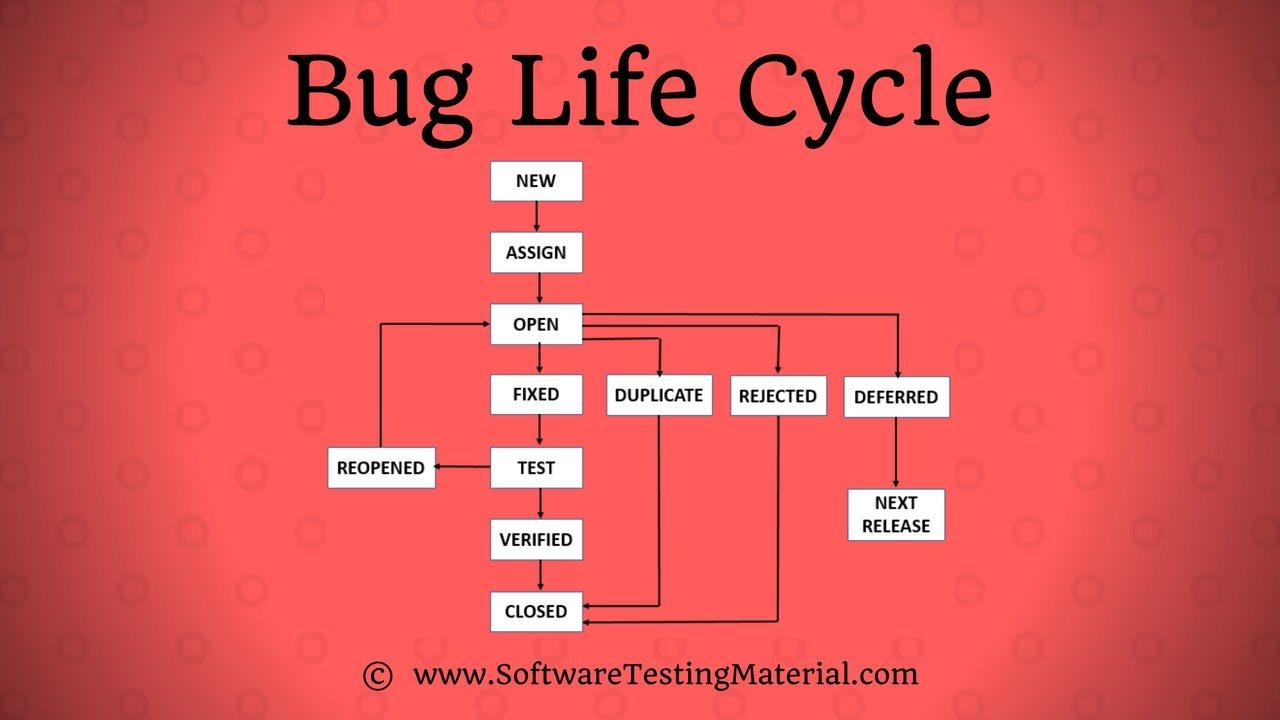 Bug Life Cycle
NEW
ASSIGN
OPEN
FIXED
DUPLICATE
REJECTED
DEFERRED
REOPENED
TEST
NEXT
RELEASE
VERIFIED
CLOSED
© www.SoftwareTestingMaterial.com